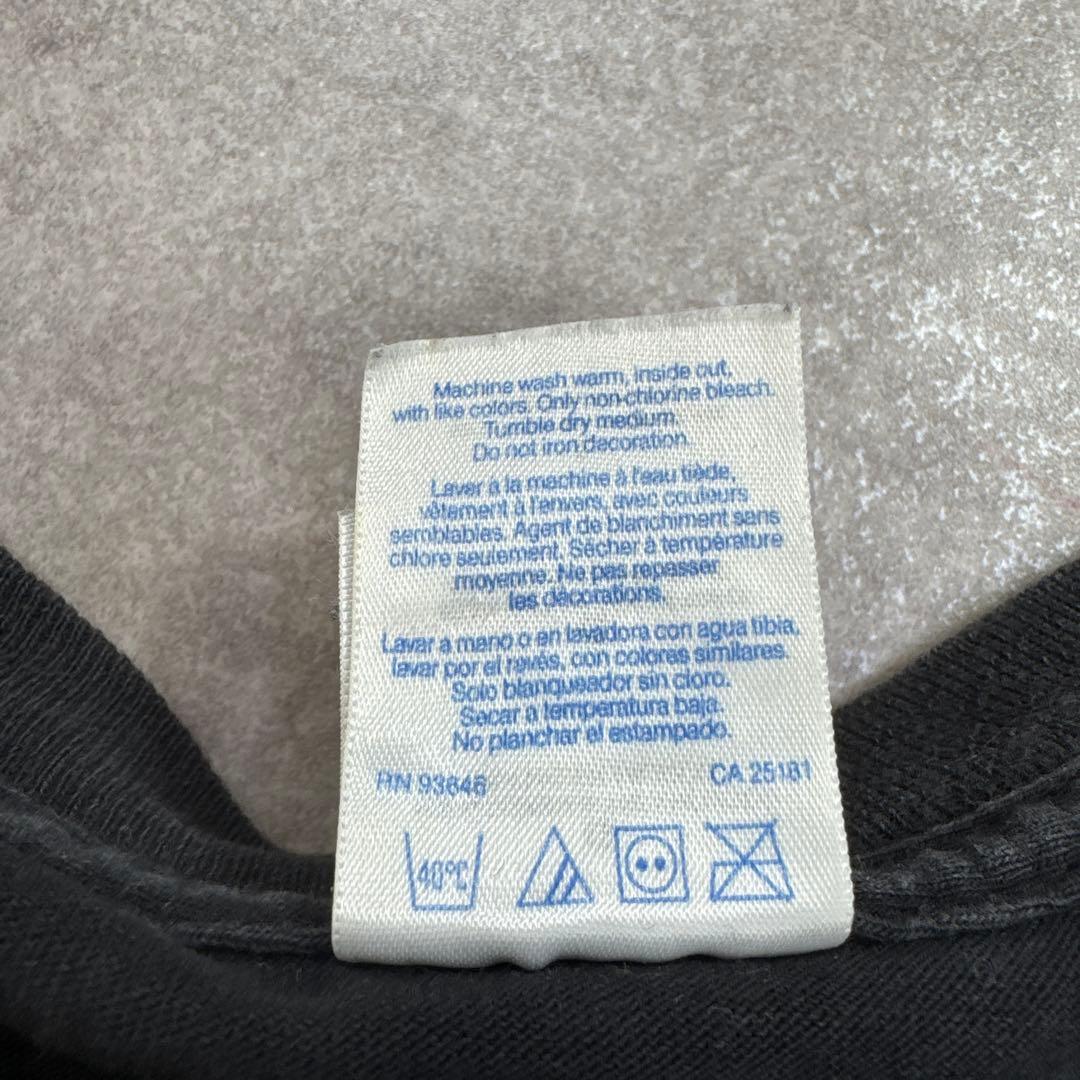 Machine wash warm, inside out,
with like colors. Only non-chlorine bleach.
Tumble dry medium.
Do not iron decoration.
Laver à la machine à l'eau tiède,
vêtement à l'envers, avec couleurs
semblables. Agent de blanchiment sans
chlore seulement. Sécher à température
moyenne. Ne pas repasser
les décorations.
Lavar a mano o en lavadora con agua tibia,
lavar por el revés, con colores similares.
Solo blanqueador sin cloro.
Secar a temperatura baja.
No planchar el estampado.
RN 93846 CA 25181
40°C